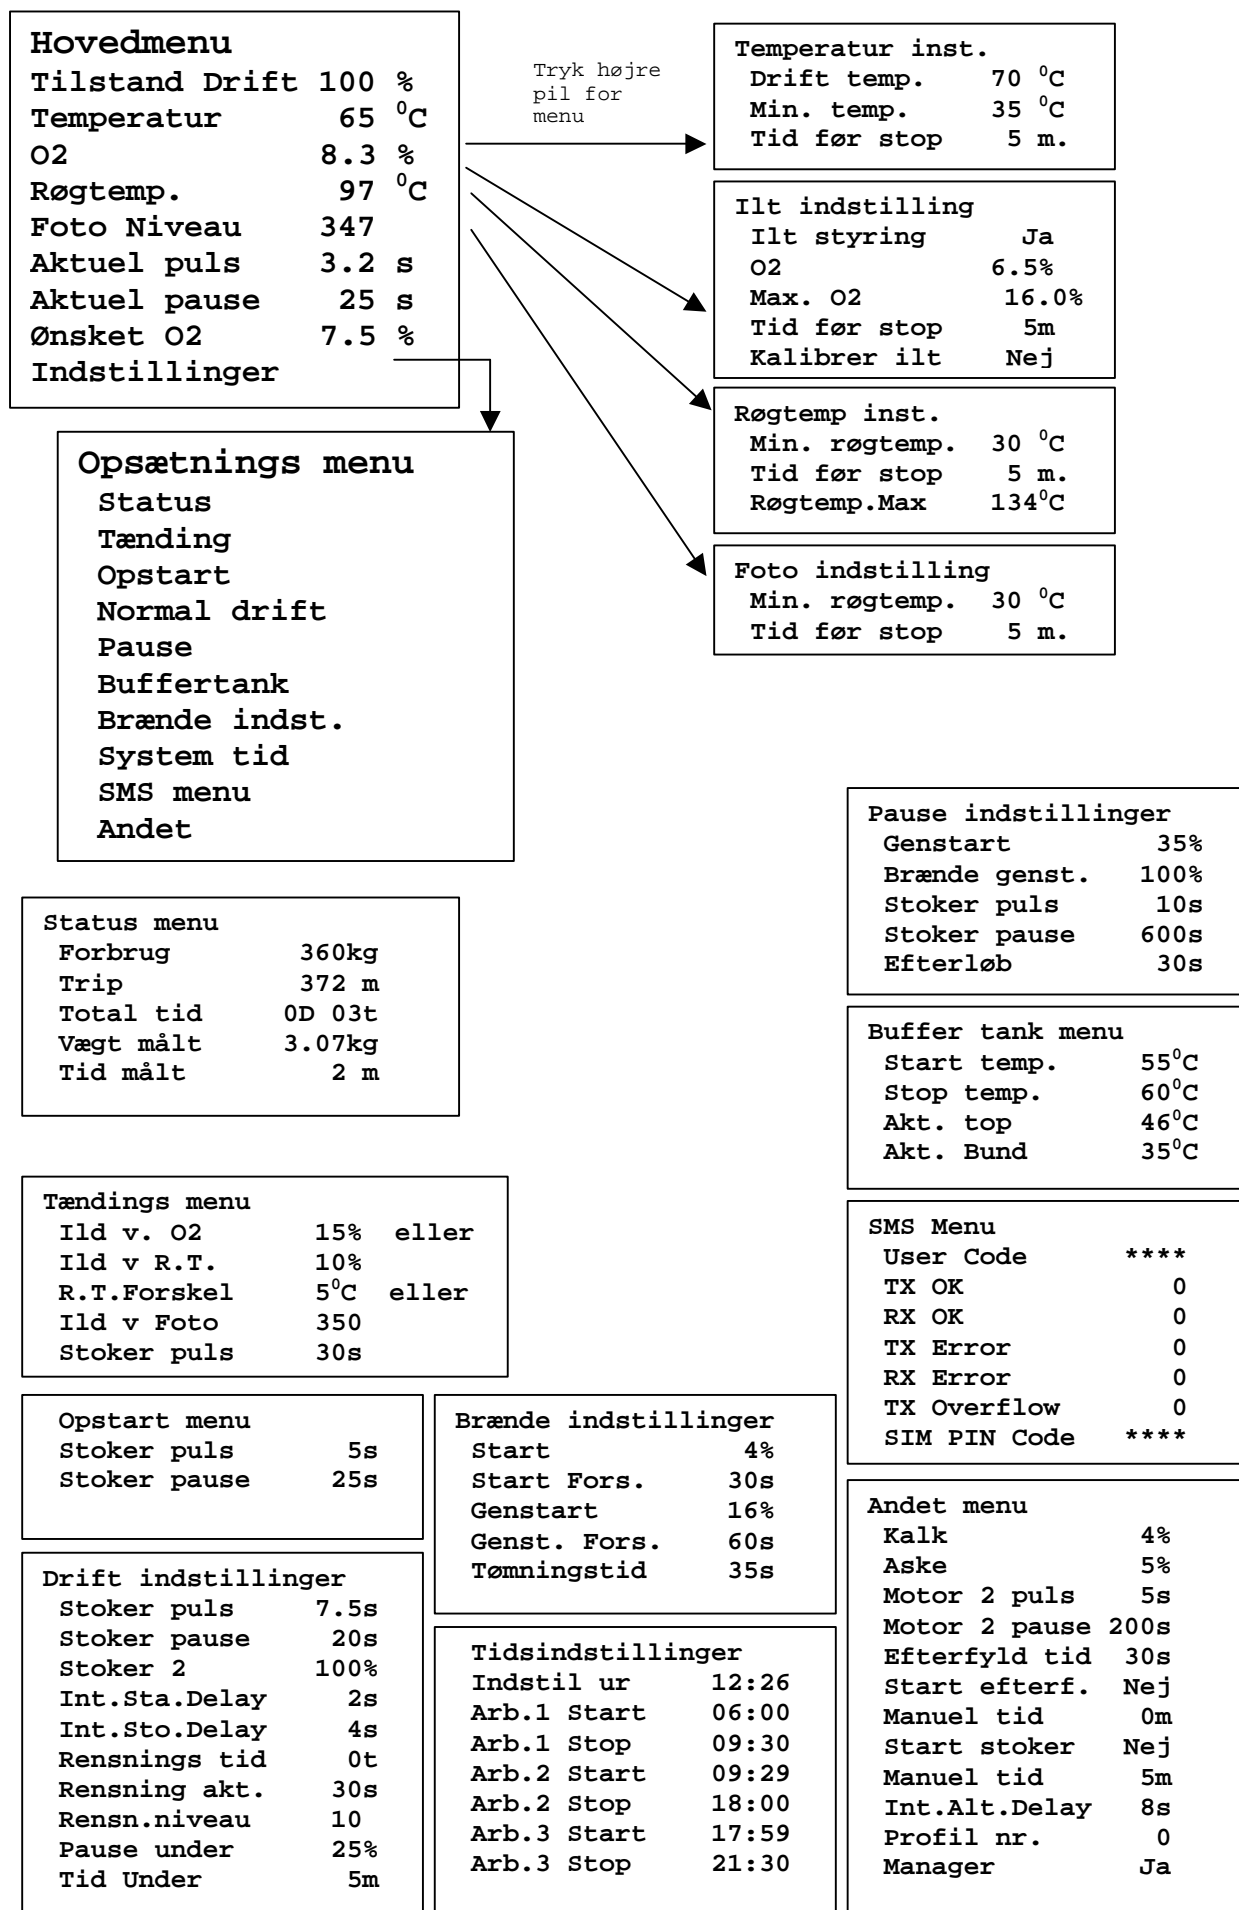 Hovedmenu
Tilstand Drift 100 %
Temperatur 65 ⁰C
O2 8.3 %
Røgtemp. 97 ⁰C
Foto Niveau 347
Aktuel puls 3.2 s
Aktuel pause 25 s
Ønsket O2 7.5 %
Indstillinger
Tryk højre
pil for
menu
Temperatur inst.
Drift temp. 70 ⁰C
Min. temp. 35 ⁰C
Tid før stop 5 m.
Ilt indstilling
Ilt styring Ja
O2 6.5%
Max. O2 16.0%
Tid før stop 5m
Kalibrer ilt Nej
Røgtemp inst.
Min. røgtemp. 30 ⁰C
Tid før stop 5 m.
Røgtemp.Max 134⁰C
Foto indstilling
Min. røgtemp. 30 ⁰C
Tid før stop 5 m.
Opsætnings menu
Status
Tænding
Opstart
Normal drift
Pause
Buffertank
Brænde indst.
System tid
SMS menu
Andet
Status menu
Forbrug 360kg
Trip 372 m
Total tid 0D 03t
Vægt målt 3.07kg
Tid målt 2 m
Tændings menu
Ild v. O2 15% eller
Ild v R.T. 10%
R.T.Forskel 5⁰C eller
Ild v Foto 350
Stoker puls 30s
Opstart menu
Stoker puls 5s
Stoker pause 25s
Drift indstillinger
Stoker puls 7.5s
Stoker pause 20s
Stoker 2 100%
Int.Sta.Delay 2s
Int.Sto.Delay 4s
Rensnings tid 0t
Rensning akt. 30s
Rensn.niveau 10
Pause under 25%
Tid Under 5m
Brænde indstillinger
Start 4%
Start Fors. 30s
Genstart 16%
Genst. Fors. 60s
Tømningstid 35s
Tidsindstillinger
Indstil ur 12:26
Arb.1 Start 06:00
Arb.1 Stop 09:30
Arb.2 Start 09:29
Arb.2 Stop 18:00
Arb.3 Start 17:59
Arb.3 Stop 21:30
Pause indstillinger
Genstart 35%
Brænde genst. 100%
Stoker puls 10s
Stoker pause 600s
Efterløb 30s
Buffer tank menu
Start temp. 55⁰C
Stop temp. 60⁰C
Akt. top 46⁰C
Akt. Bund 35⁰C
SMS Menu
User Code ****
TX OK 0
RX OK 0
TX Error 0
RX Error 0
TX Overflow 0
SIM PIN Code ****
Andet menu
Kalk 4%
Aske 5%
Motor 2 puls 5s
Motor 2 pause 200s
Efterfyld tid 30s
Start efterf. Nej
Manuel tid 0m
Start stoker Nej
Manuel tid 5m
Int.Alt.Delay 8s
Profil nr. 0
Manager Ja